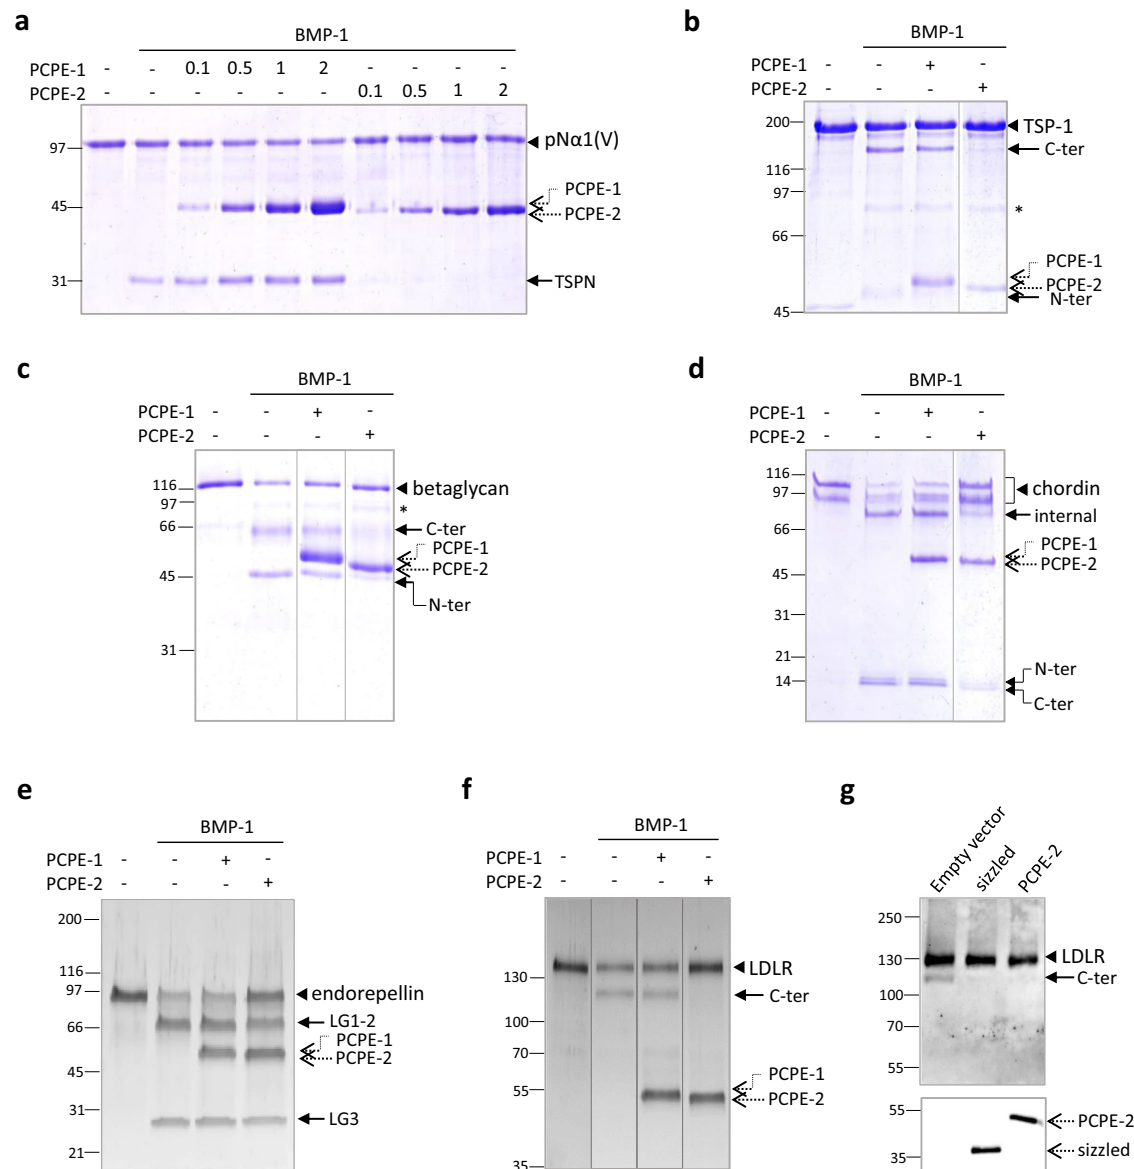 a
BMP-1
PCPE-1 - - 0.1 0.5 1 2 - - - -
PCPE-2 - - - - - - 0.1 0.5 1 2
97
45
31
pNα1(V)
PCPE-1
PCPE-2
TSPN
b
BMP-1
PCPE-1 - - + -
PCPE-2 - - - +
200
116
97
66
45
TSP-1
C-ter
*
PCPE-1
PCPE-2
N-ter
c
BMP-1
PCPE-1 - - + -
PCPE-2 - - - +
116
97
66
45
31
betaglycan
*
C-ter
PCPE-1
PCPE-2
N-ter
d
BMP-1
PCPE-1 - - + -
PCPE-2 - - - +
116
97
66
45
31
21
14
chordin
internal
PCPE-1
PCPE-2
N-ter
C-ter
e
BMP-1
PCPE-1 - - + -
PCPE-2 - - - +
200
116
97
66
45
31
21
endorepellin
LG1-2
PCPE-1
PCPE-2
LG3
f
BMP-1
PCPE-1 - - + -
PCPE-2 - - - +
130
100
70
55
35
LDLR
C-ter
PCPE-1
PCPE-2
g
Empty vector
sizzled
PCPE-2
250
130
100
70
55
LDLR
C-ter
55
35
PCPE-2
sizzled